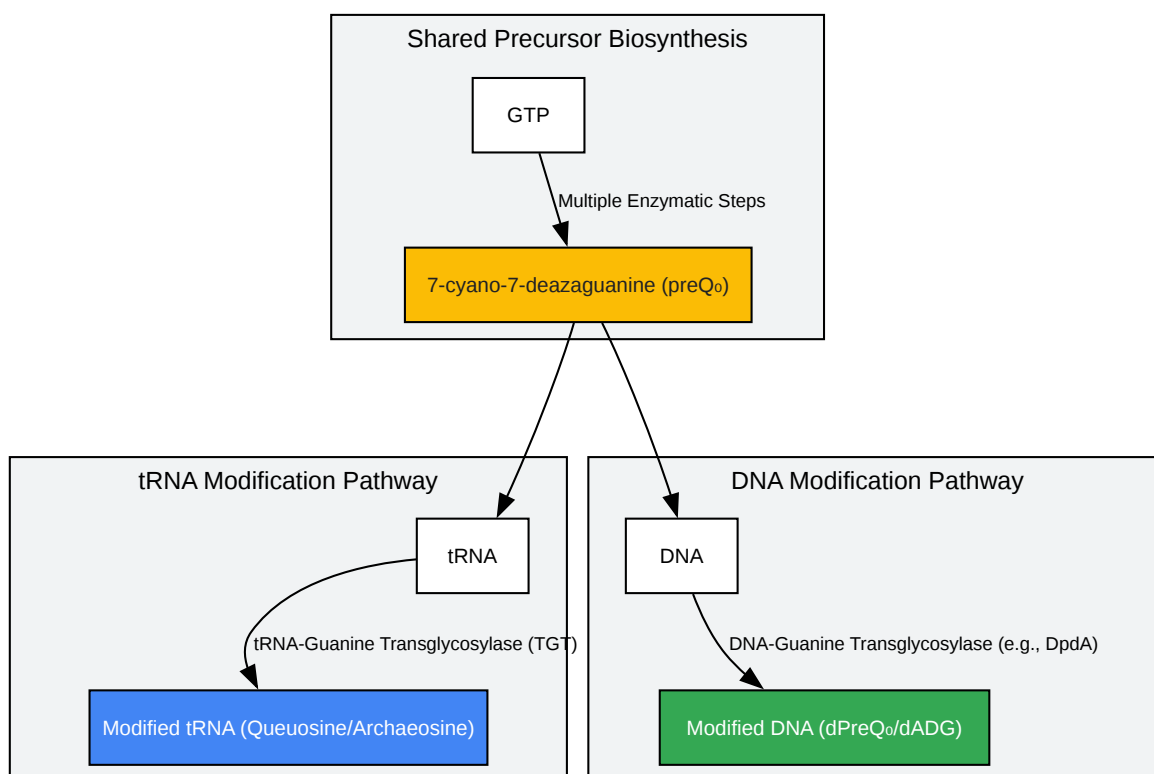 Shared Precursor Biosynthesis
GTP
Multiple Enzymatic Steps
7-cyano-7-deazaguanine (preQ₀)
tRNA Modification Pathway
tRNA
tRNA-Guanine Transglycosylase (TGT)
Modified tRNA (Queuosine/Archaeosine)
DNA Modification Pathway
DNA
DNA-Guanine Transglycosylase (e.g., DpdA)
Modified DNA (dPreQ₀/dADG)